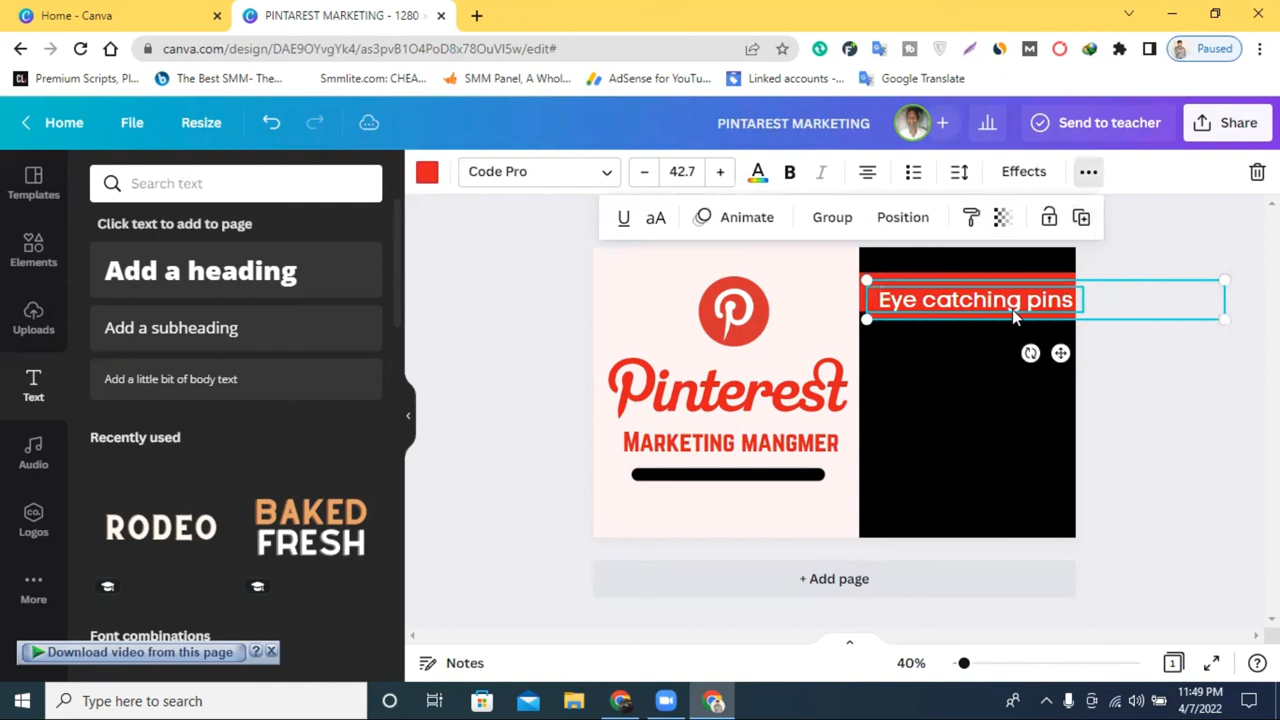 Home - Canva
PINTAREST MARKETING - 1280
canva.com/design/DAE9OYvgYk4/as3pvB1O4PoD8x78OuVI5w/edit#
Paused
Premium Scripts, Pl...
The Best SMM- The...
Smmlite.com: CHEA...
SMM Panel, A Whol...
AdSense for YouTu...
Linked accounts -...
Google Translate
Home
File
Resize
PINTAREST MARKETING
Send to teacher
Share
Templates
Elements
Uploads
Text
Audio
Logos
More
Search text
Click text to add to page
Add a heading
Add a subheading
Add a little bit of body text
Recently used
RODEO
BAKED
FRESH
Font combinations
Download video from this page
Code Pro
42.7
A
B
I
Effects
U
aA
Animate
Group
Position
Pinterest
MARKETING MANGMER
Eye catching pins
+ Add page
Notes
40%
1
Type here to search
11:49 PM
4/7/2022